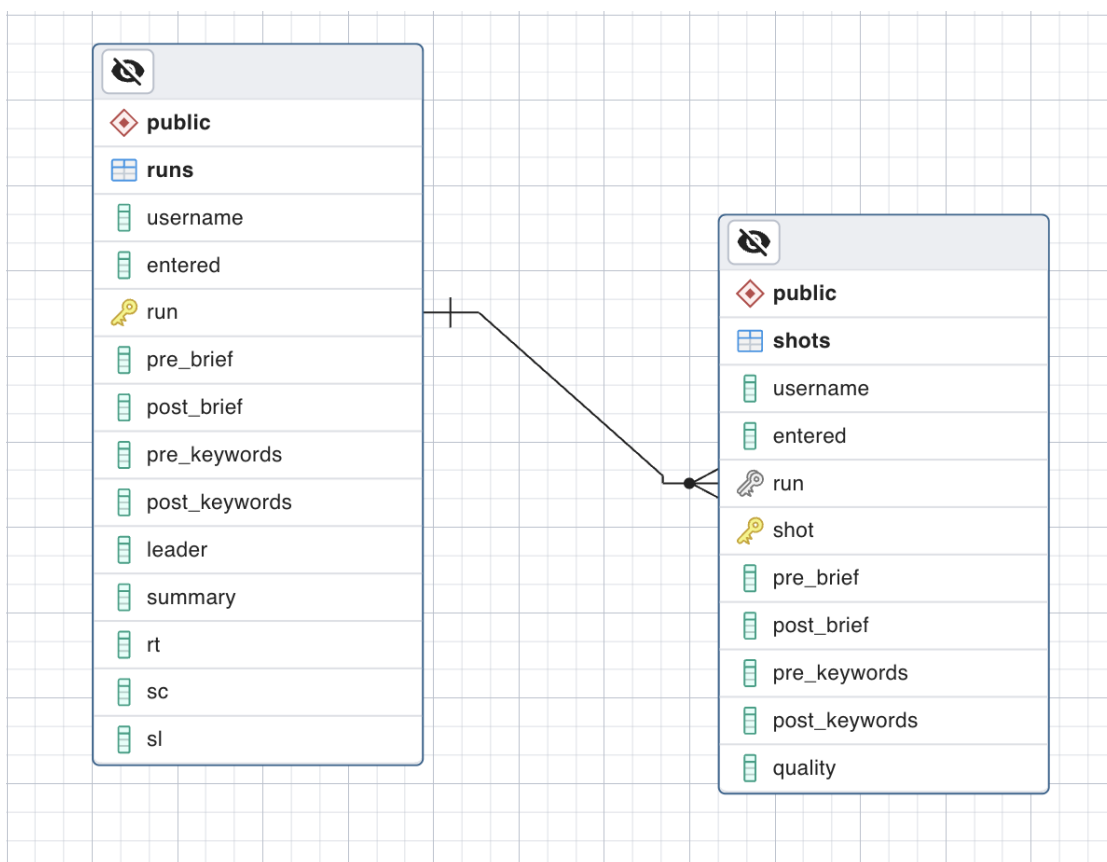 public
runs
username
entered
run
pre_brief
post_brief
pre_keywords
post_keywords
leader
summary
rt
sc
sl
public
shots
username
entered
run
shot
pre_brief
post_brief
pre_keywords
post_keywords
quality